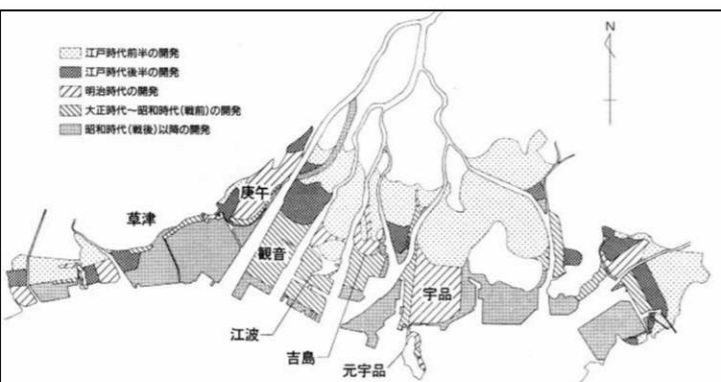 江戸時代前半の開発
江戸時代後半の開発
明治時代の開発
大正時代～昭和時代(戦前)の開発
昭和時代(戦後)以降の開発
N
庚午
草津
観音
宇品
江波
吉島
元宇品